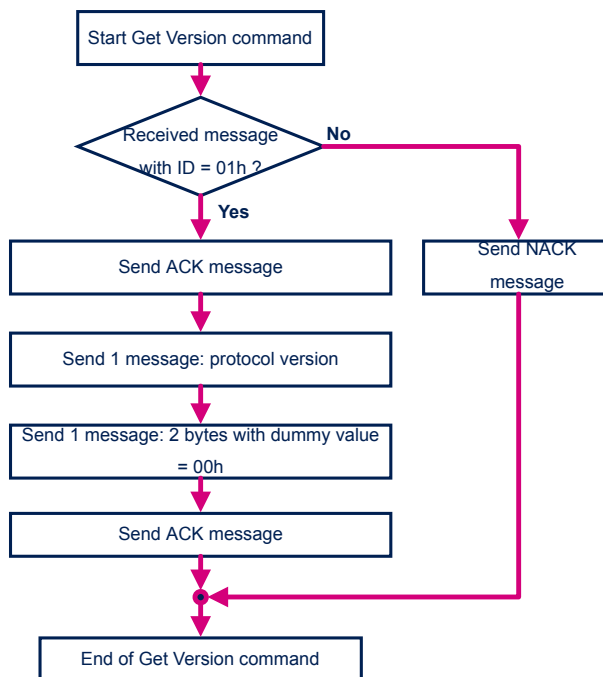 Start Get Version command
Received message
No
with ID = 01h ?
Yes
Send ACK message
Send NACK
message
Send 1 message: protocol version
Send 1 message: 2 bytes with dummy value
= 00h
Send ACK message
End of Get Version command